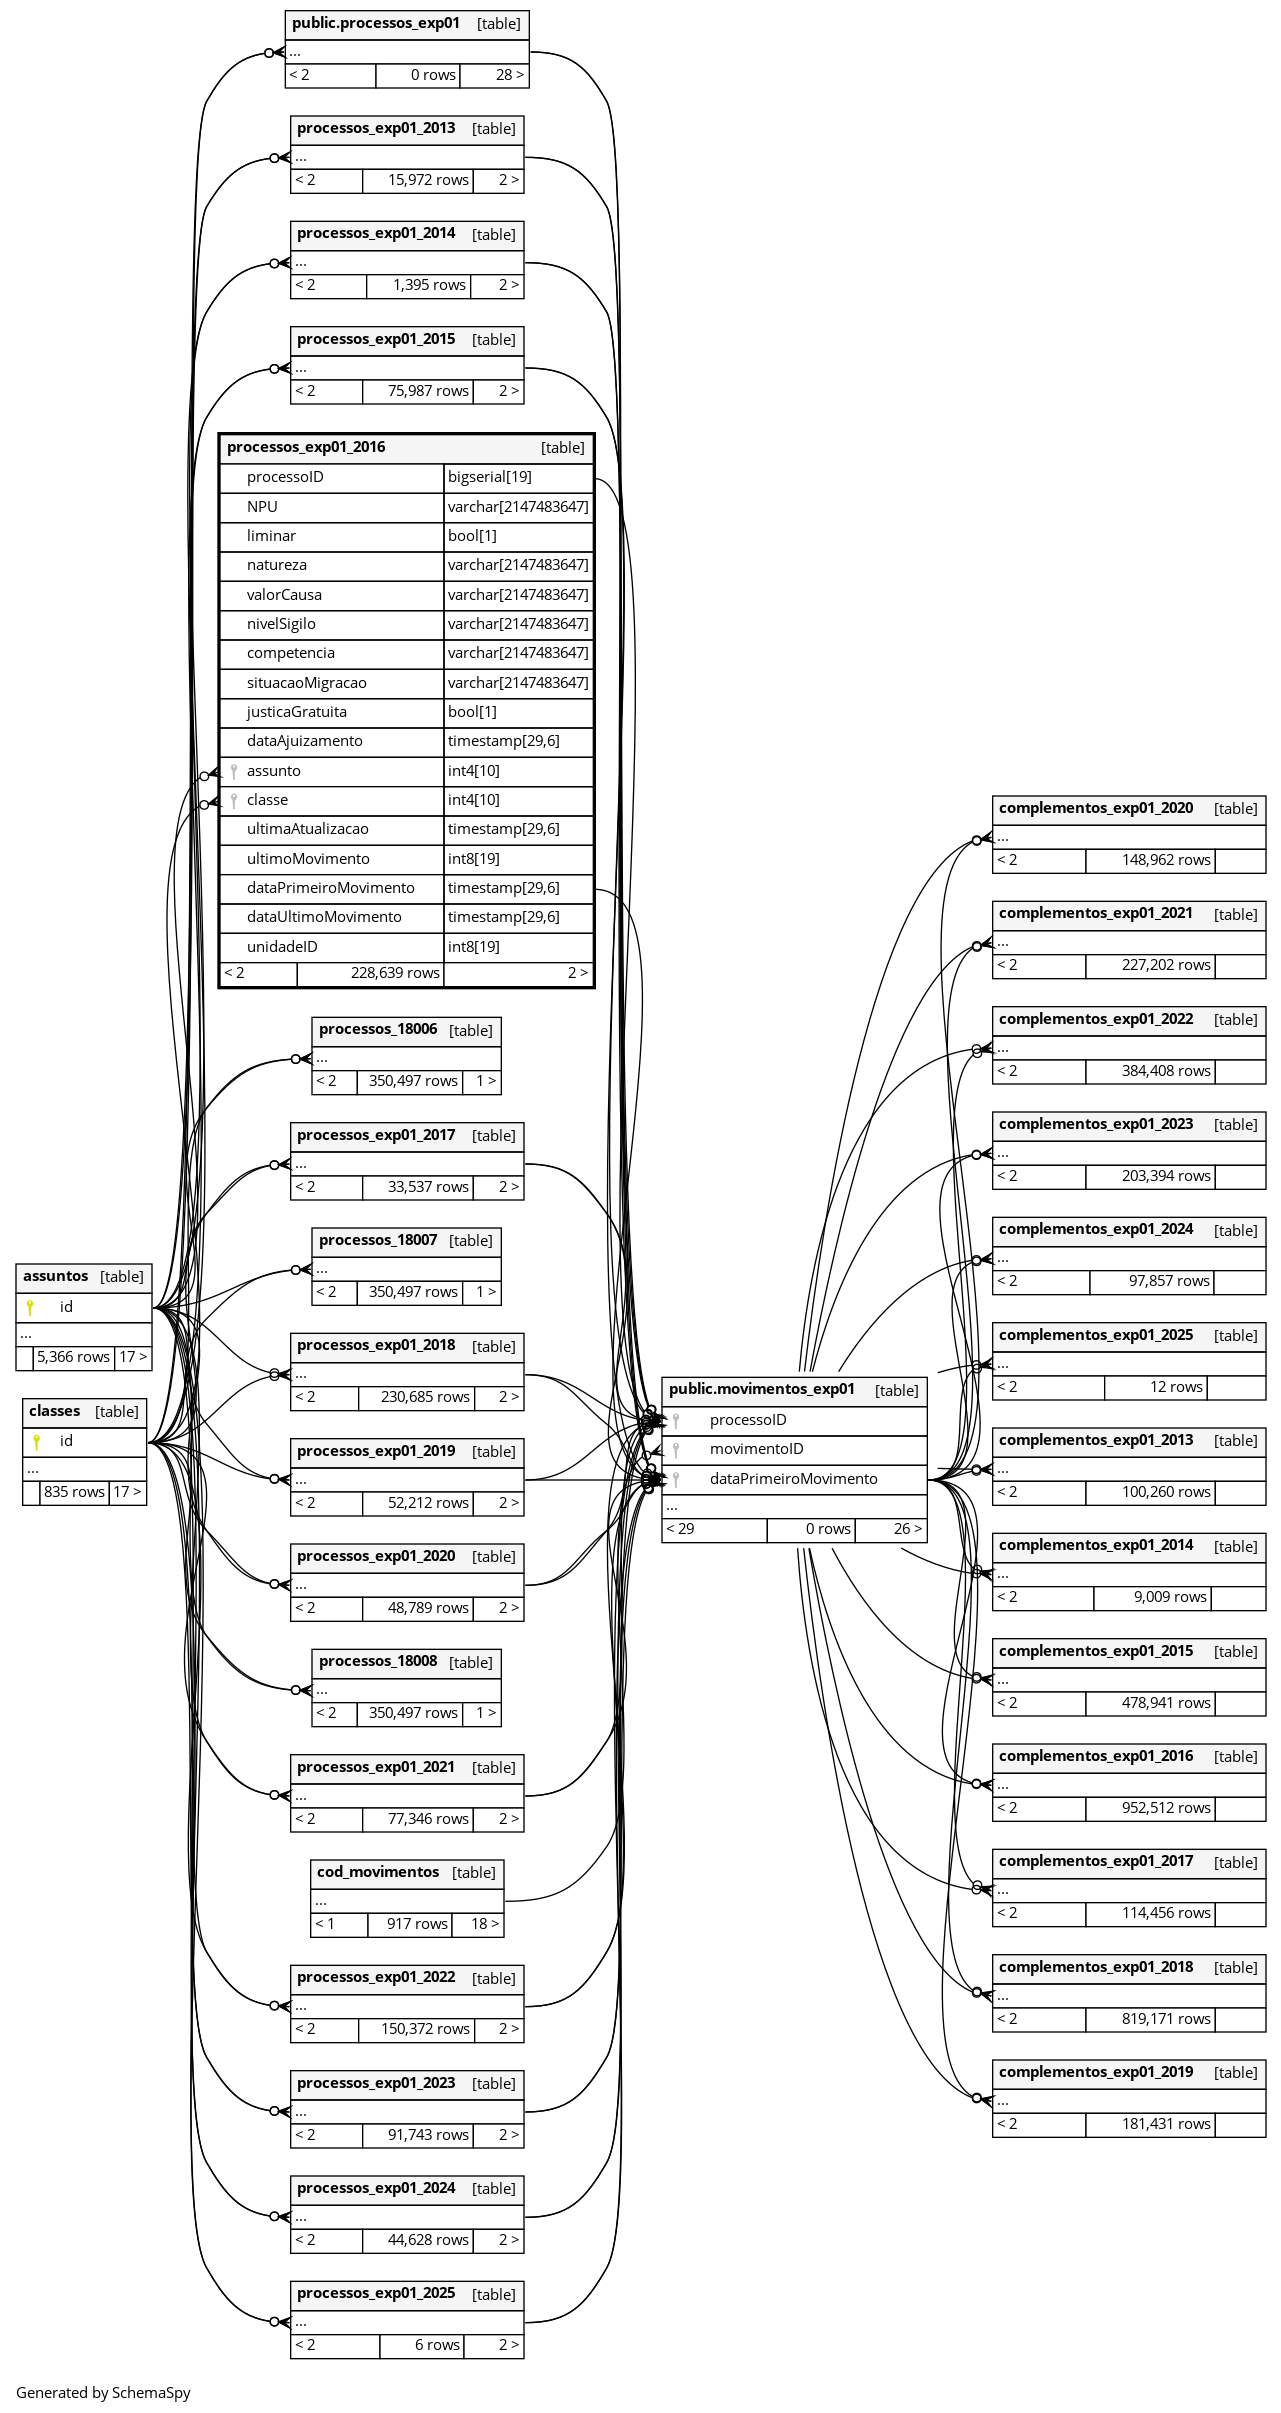 public.processos_exp01 [table]
...
< 2 0 rows 28 >
processos_exp01_2013 [table]
...
< 2 15,972 rows 2 >
processos_exp01_2014 [table]
...
< 2 1,395 rows 2 >
processos_exp01_2015 [table]
...
< 2 75,987 rows 2 >
processos_exp01_2016 [table]
processoID bigserial[19]
NPU varchar[2147483647]
liminar bool[1]
natureza varchar[2147483647]
valorCausa varchar[2147483647]
nivelSigilo varchar[2147483647]
competencia varchar[2147483647]
situacaoMigracao varchar[2147483647]
justicaGratuita bool[1]
dataAjuizamento timestamp[29,6]
assunto int4[10]
classe int4[10]
ultimaAtualizacao timestamp[29,6]
ultimoMovimento int8[19]
dataPrimeiroMovimento timestamp[29,6]
dataUltimoMovimento timestamp[29,6]
unidadeID int8[19]
< 2 228,639 rows 2 >
processos_18006 [table]
...
< 2 350,497 rows 1 >
processos_exp01_2017 [table]
...
< 2 33,537 rows 2 >
processos_18007 [table]
...
< 2 350,497 rows 1 >
assuntos [table]
id
...
5,366 rows 17 >
classes [table]
id
...
835 rows 17 >
processos_exp01_2018 [table]
...
< 2 230,685 rows 2 >
processos_exp01_2019 [table]
...
< 2 52,212 rows 2 >
processos_exp01_2020 [table]
...
< 2 48,789 rows 2 >
processos_18008 [table]
...
< 2 350,497 rows 1 >
processos_exp01_2021 [table]
...
< 2 77,346 rows 2 >
cod_movimentos [table]
...
< 1 917 rows 18 >
processos_exp01_2022 [table]
...
< 2 150,372 rows 2 >
processos_exp01_2023 [table]
...
< 2 91,743 rows 2 >
processos_exp01_2024 [table]
...
< 2 44,628 rows 2 >
processos_exp01_2025 [table]
...
< 2 6 rows 2 >
public.movimentos_exp01 [table]
processoID
movimentoID
dataPrimeiroMovimento
...
< 29 0 rows 26 >
complementos_exp01_2020 [table]
...
< 2 148,962 rows
complementos_exp01_2021 [table]
...
< 2 227,202 rows
complementos_exp01_2022 [table]
...
< 2 384,408 rows
complementos_exp01_2023 [table]
...
< 2 203,394 rows
complementos_exp01_2024 [table]
...
< 2 97,857 rows
complementos_exp01_2025 [table]
...
< 2 12 rows
complementos_exp01_2013 [table]
...
< 2 100,260 rows
complementos_exp01_2014 [table]
...
< 2 9,009 rows
complementos_exp01_2015 [table]
...
< 2 478,941 rows
complementos_exp01_2016 [table]
...
< 2 952,512 rows
complementos_exp01_2017 [table]
...
< 2 114,456 rows
complementos_exp01_2018 [table]
...
< 2 819,171 rows
complementos_exp01_2019 [table]
...
< 2 181,431 rows
Generated by SchemaSpy